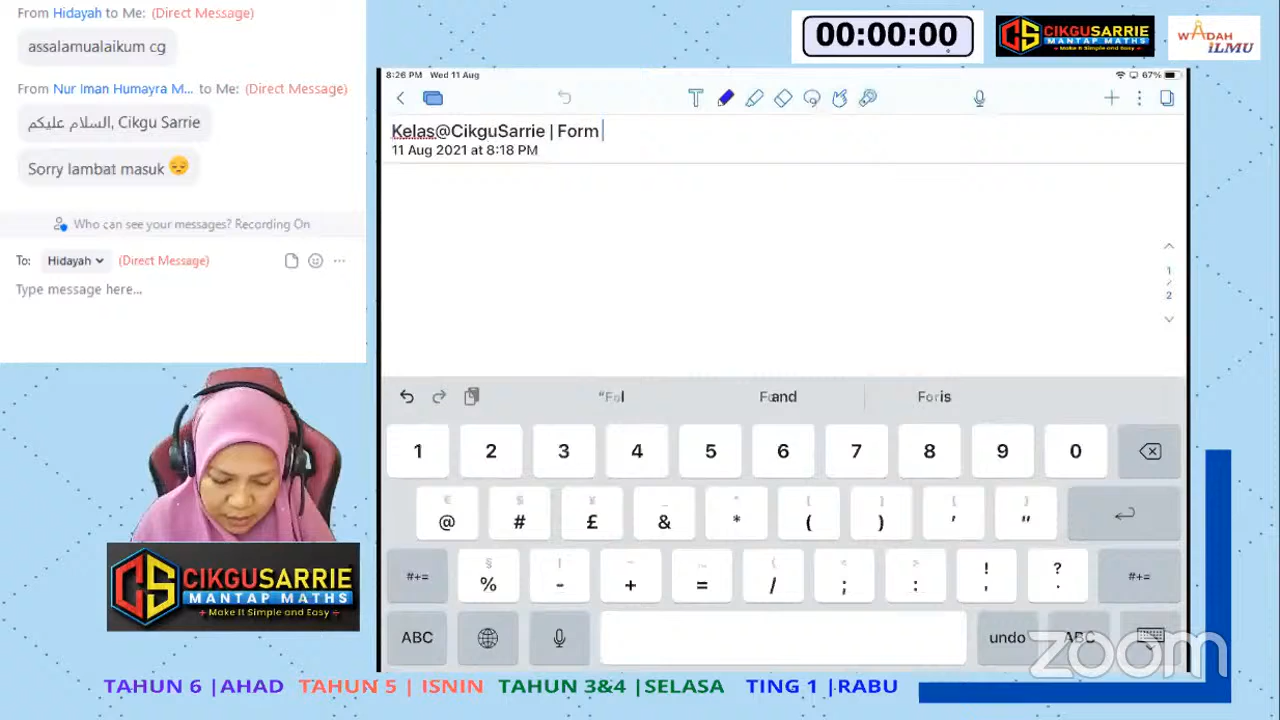 From Hidayah to Me: (Direct Message)
assalamualaikum cg
From Nur Iman Humayra M... to Me: (Direct Message)
السلام عليكم, Cikgu Sarrie
Sorry lambat masuk
Who can see your messages? Recording On
To: Hidayah (Direct Message)
Type message here...
00:00:00
CIKGUSARRIE
MANTAP MATHS
Make It Simple and Easy
WADAH
ILMU
8:26 PM Wed 11 Aug
67%
Kelas@CikguSarrie | Form
11 Aug 2021 at 8:18 PM
1
2
"Fol
Fand
Foris
1 2 3 4 5 6 7 8 9 0
€ $ ¥ _ ^ [ ] { }
@ # £ & * ( ) ' "
#+= % - + = / ; : ! ? #+=
, .
ABC undo ABC
CIKGUSARRIE
MANTAP MATHS
Make It Simple and Easy
zoom
TAHUN 6 |AHAD TAHUN 5 | ISNIN TAHUN 3&4 |SELASA TING 1 |RABU